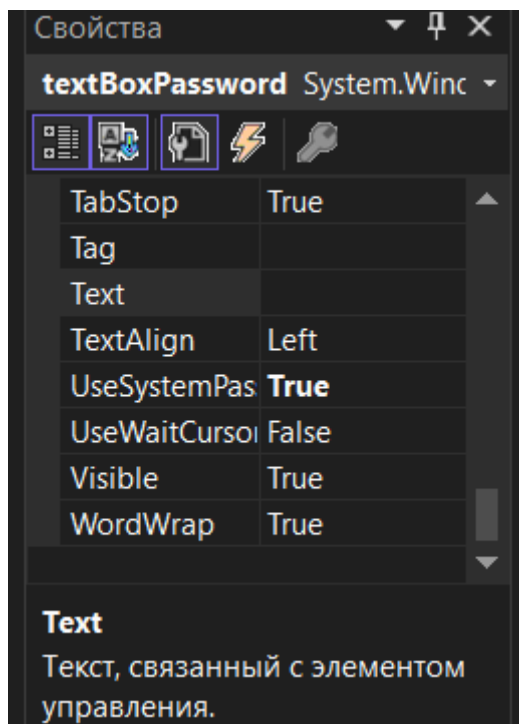 Свойства
textBoxPassword System.Winc
TabStop True
Tag
Text
TextAlign Left
UseSystemPas True
UseWaitCursor False
Visible True
WordWrap True
Text
Текст, связанный с элементом
управления.